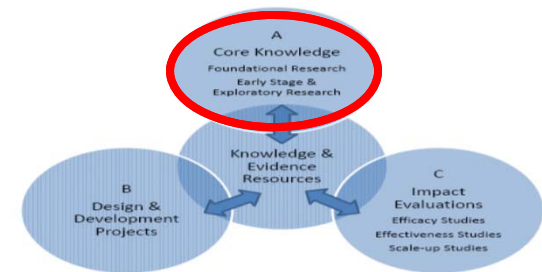 A
Core Knowledge
Foundational Research
Early Stage &
Exploratory Research
Knowledge &
Evidence
Resources
B
Design &
Development
Projects
C
Impact
Evaluations
Efficacy Studies
Effectiveness Studies
Scale-up Studies